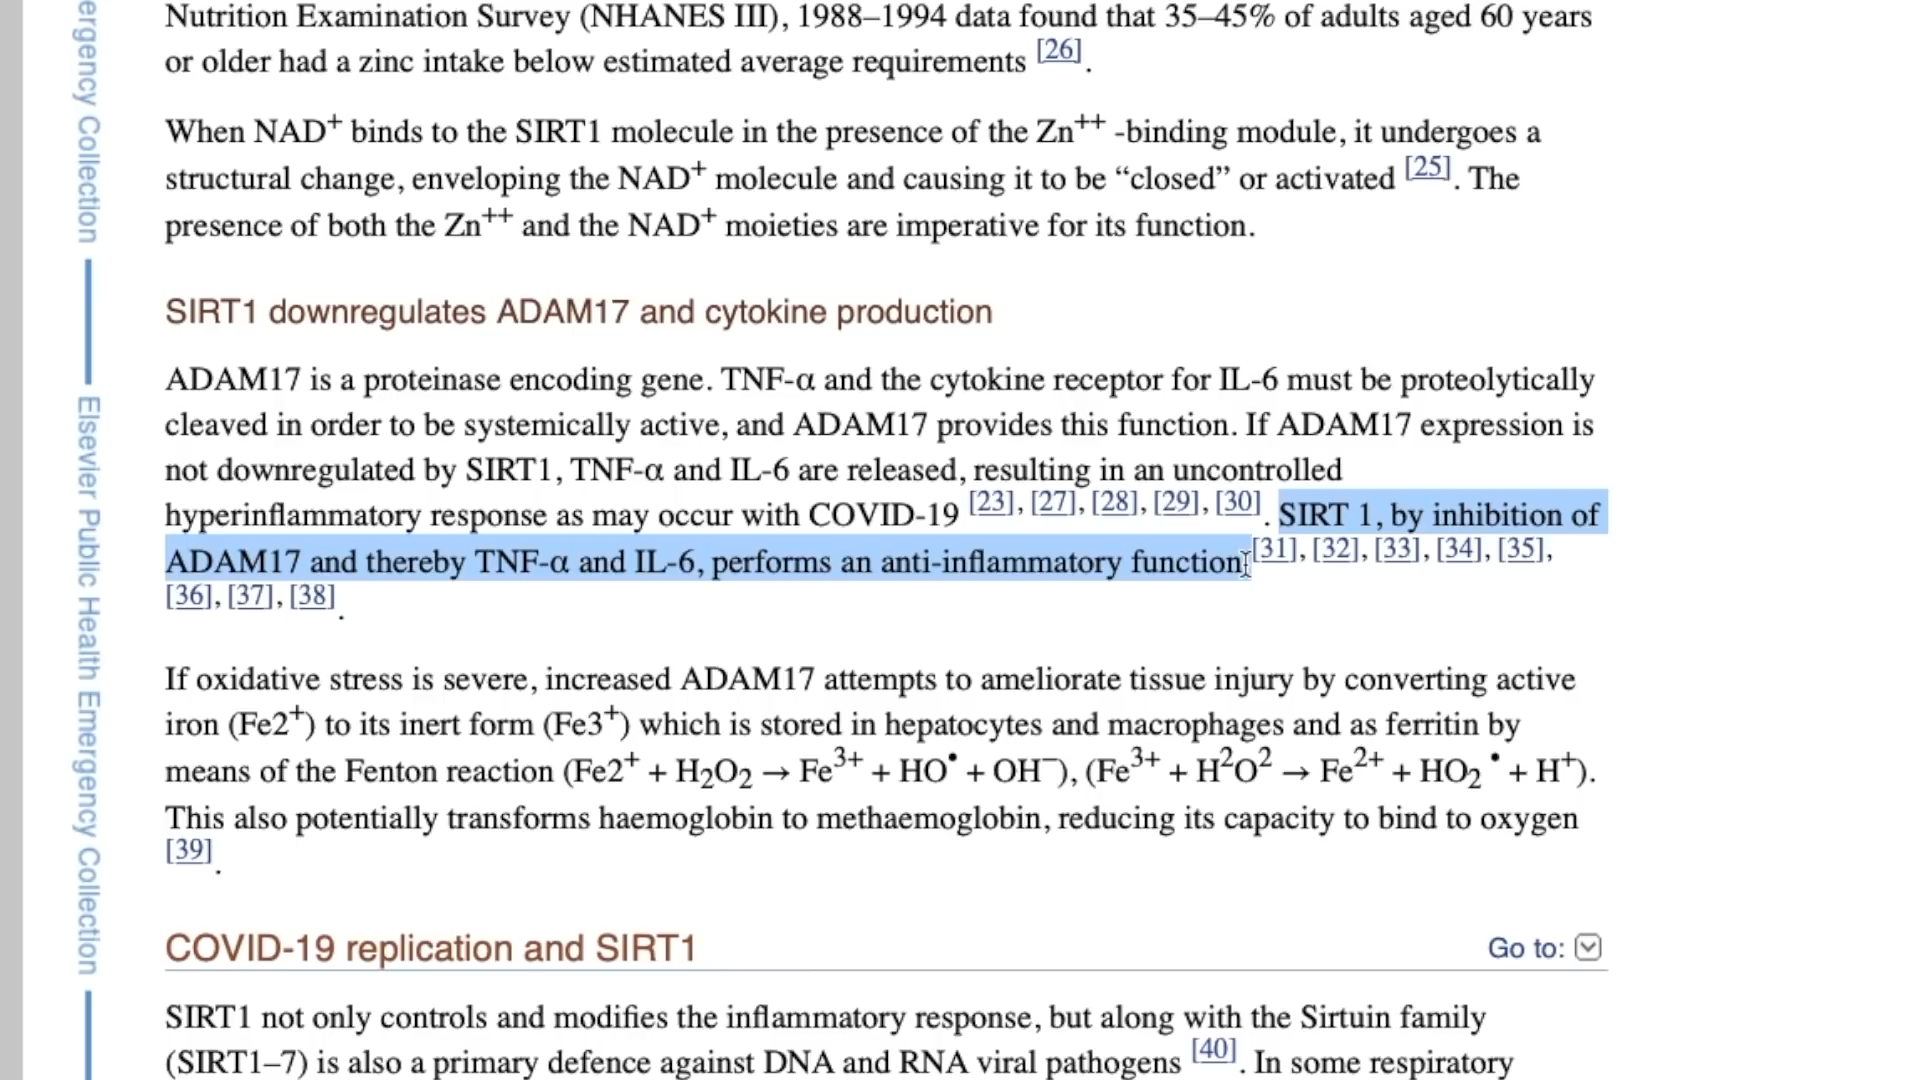 Nutrition Examination Survey (NHANES III), 1988–1994 data found that 35–45% of adults aged 60 years
or older had a zinc intake below estimated average requirements [26].
When NAD+ binds to the SIRT1 molecule in the presence of the Zn++ -binding module, it undergoes a
structural change, enveloping the NAD+ molecule and causing it to be “closed” or activated [25]. The
presence of both the Zn++ and the NAD+ moieties are imperative for its function.
SIRT1 downregulates ADAM17 and cytokine production
ADAM17 is a proteinase encoding gene. TNF-α and the cytokine receptor for IL-6 must be proteolytically
cleaved in order to be systemically active, and ADAM17 provides this function. If ADAM17 expression is
not downregulated by SIRT1, TNF-α and IL-6 are released, resulting in an uncontrolled
hyperinflammatory response as may occur with COVID-19 [23], [27], [28], [29], [30]. SIRT 1, by inhibition of
ADAM17 and thereby TNF-α and IL-6, performs an anti-inflammatory function [31], [32], [33], [34], [35],
[36], [37], [38].
If oxidative stress is severe, increased ADAM17 attempts to ameliorate tissue injury by converting active
iron (Fe2+) to its inert form (Fe3+) which is stored in hepatocytes and macrophages and as ferritin by
means of the Fenton reaction (Fe2+ + H2O2 → Fe3+ + HO• + OH−), (Fe3+ + H2O2 → Fe2+ + HO2 • + H+).
This also potentially transforms haemoglobin to methaemoglobin, reducing its capacity to bind to oxygen
[39].
COVID-19 replication and SIRT1
Go to:
SIRT1 not only controls and modifies the inflammatory response, but along with the Sirtuin family
(SIRT1–7) is also a primary defence against DNA and RNA viral pathogens [40]. In some respiratory
ergency Collection
Elsevier Public Health Emergency Collection